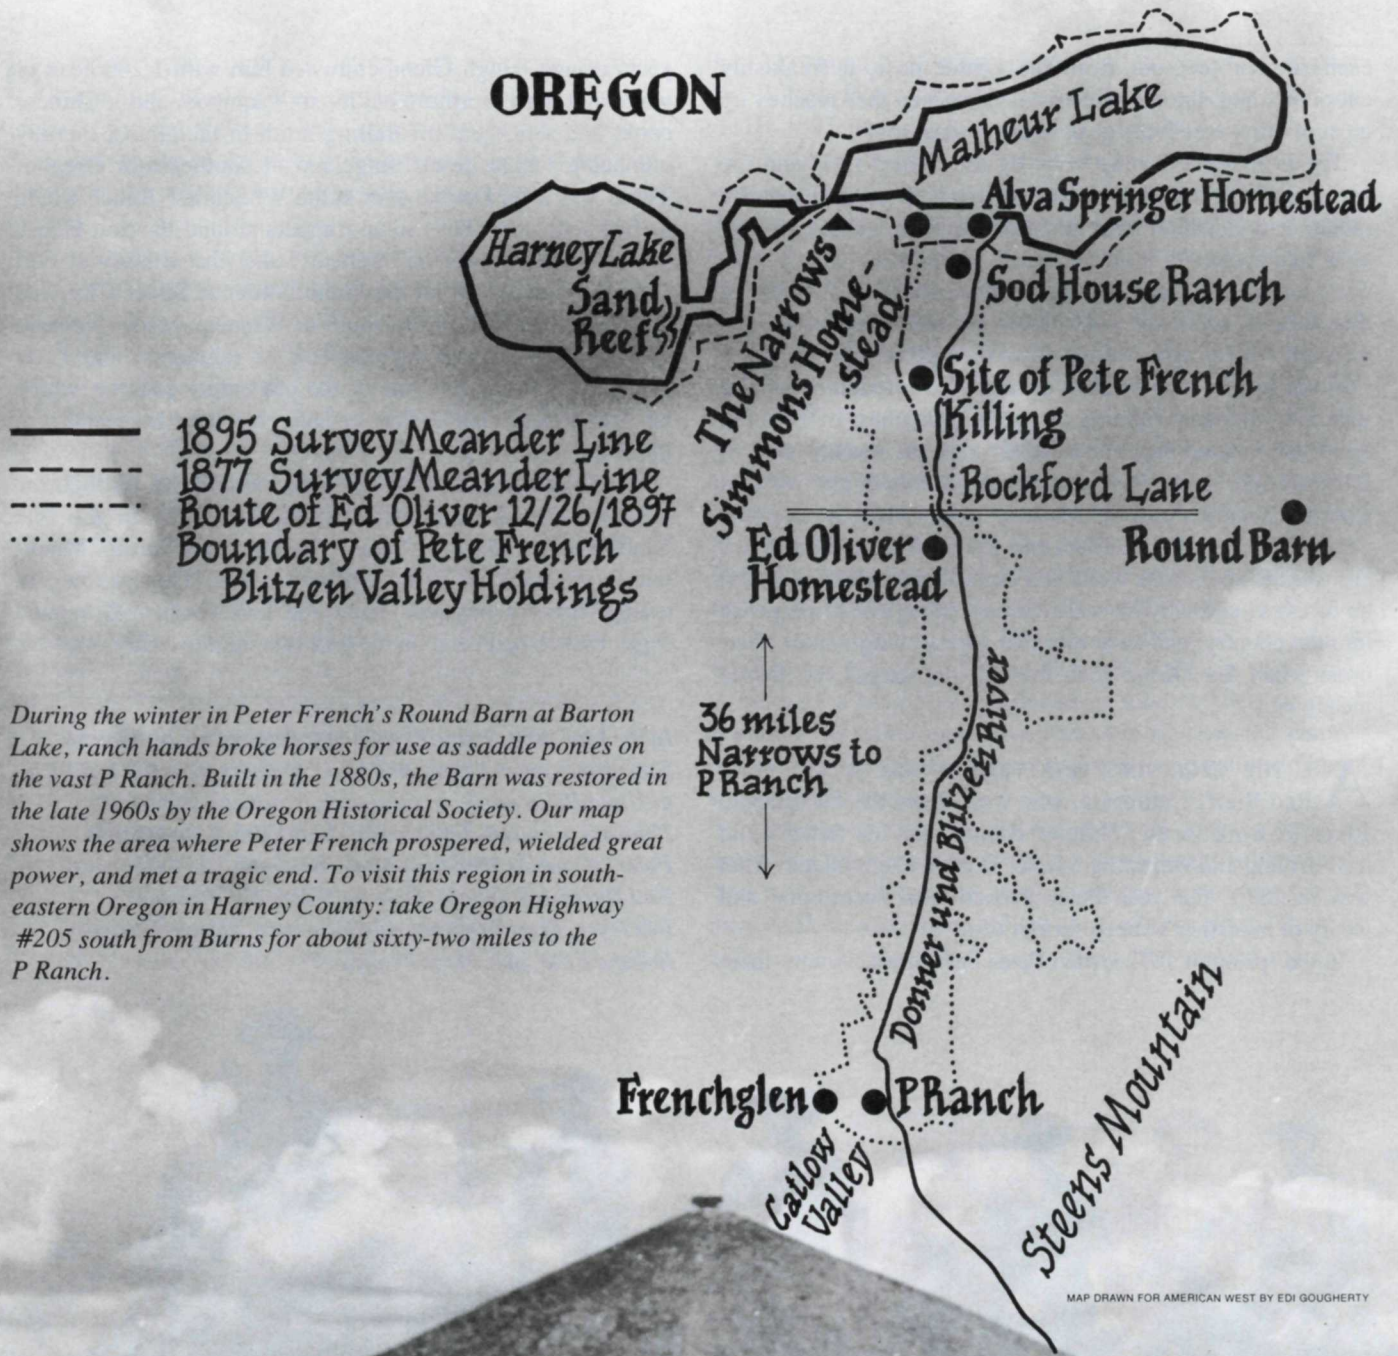 OREGON
Malheur Lake
Alva Springer Homestead
Harney Lake
Sand
Reef
The Narrows
Simmons Home-
stead
Sod House Ranch
Site of Pete French
Killing
1895 Survey Meander Line
1877 Survey Meander Line
Route of Ed Oliver 12/26/1897
Boundary of Pete French
Blitzen Valley Holdings
Rockford Lane
Round Barn
Ed Oliver
Homestead
36 miles
Narrows to
P Ranch
Donner und Blitzen River
During the winter in Peter French's Round Barn at Barton
Lake, ranch hands broke horses for use as saddle ponies on
the vast P Ranch. Built in the 1880s, the Barn was restored in
the late 1960s by the Oregon Historical Society. Our map
shows the area where Peter French prospered, wielded great
power, and met a tragic end. To visit this region in south-
eastern Oregon in Harney County: take Oregon Highway
#205 south from Burns for about sixty-two miles to the
P Ranch.
Frenchglen
P Ranch
Catlow
Valley
Steens Mountain
MAP DRAWN FOR AMERICAN WEST BY EDI GOUGHERTY